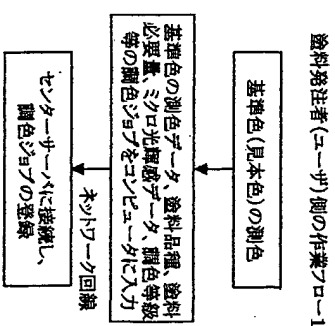 塗料発注者(ユーザ)側の作業フロー1
基準色(見本色)の測色
基準色の測色データ、塗料品種、塗料
必要量、ミクロ光輝感データ、調色等級
等の調色ジョブをコンピュータに入力
ネットワーク回線
センターサーバに接続し、
調色ジョブの登録